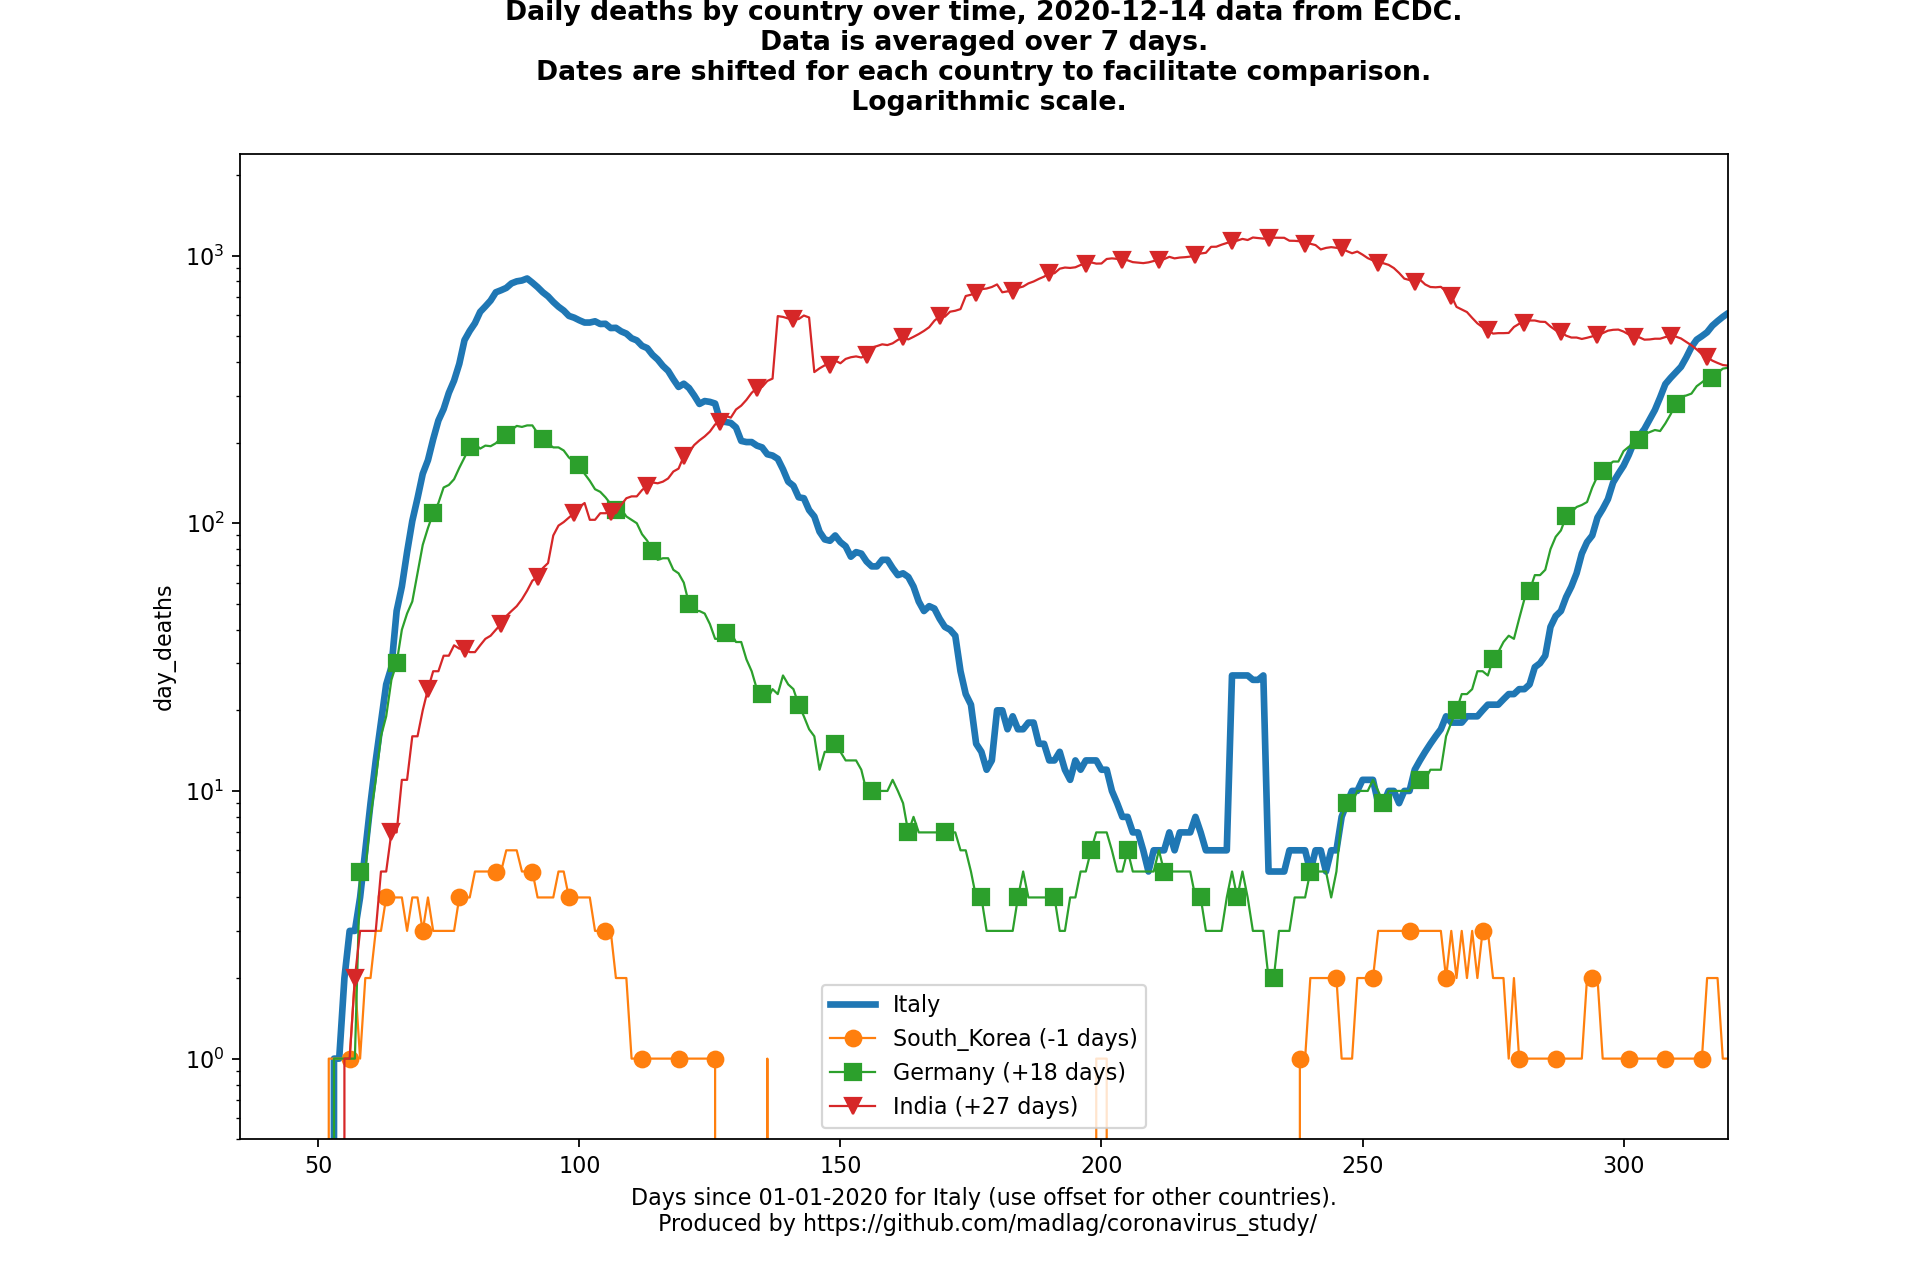 Daily deaths by country over time, 2020-12-14 data from ECDC.
Data is averaged over 7 days.
Dates are shifted for each country to facilitate comparison.
Logarithmic scale.
10³
10²
10¹
10⁰
day_deaths
Italy
South_Korea (-1 days)
Germany (+18 days)
India (+27 days)
50 100 150 200 250 300
Days since 01-01-2020 for Italy (use offset for other countries).
Produced by https://github.com/madlag/coronavirus_study/